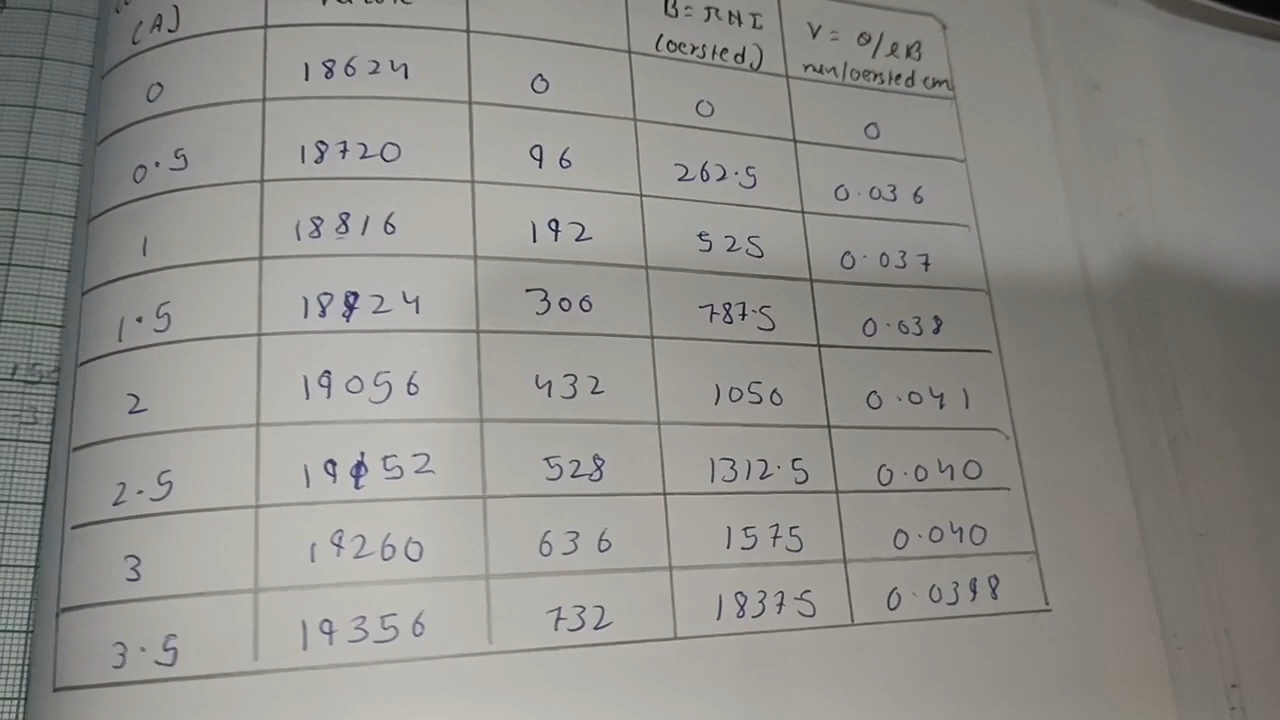 (A) B = πNI (oersted) V = θ/lB min/oersted cm
0 18624 0 0 0
0.5 18720 96 262.5 0.036
1 18816 192 525 0.037
1.5 18924 300 787.5 0.038
2 19056 432 1050 0.041
2.5 19152 528 1312.5 0.040
3 19260 636 1575 0.040
3.5 19356 732 18375 0.0398